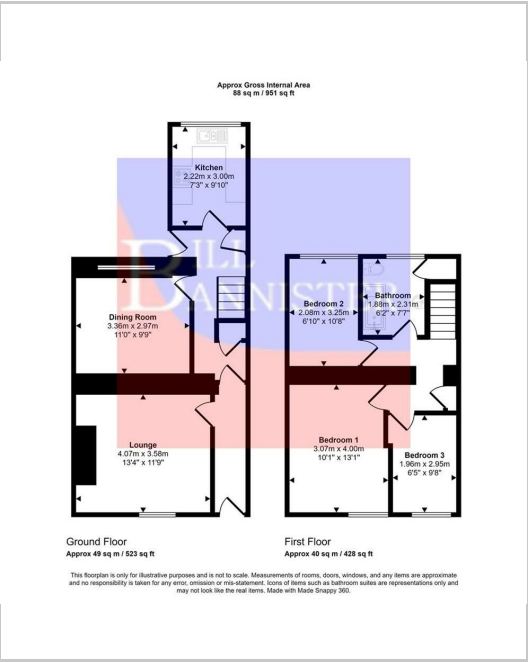 Approx Gross Internal Area
88 sq m / 951 sq ft
Kitchen
2.22m x 3.00m
7'3" x 9'10"
BILL
BANNISTER
Dining Room
3.36m x 2.97m
11'0" x 9'9"
Bedroom 2
2.08m x 3.25m
6'10" x 10'8"
Bathroom
1.88m x 2.31m
6'2" x 7'7"
Lounge
4.07m x 3.58m
13'4" x 11'9"
Bedroom 1
3.07m x 4.00m
10'1" x 13'1"
Bedroom 3
1.96m x 2.95m
6'5" x 9'8"
Ground Floor
Approx 49 sq m / 523 sq ft
First Floor
Approx 40 sq m / 428 sq ft
This floorplan is only for illustrative purposes and is not to scale. Measurements of rooms, doors, windows, and any items are approximate
and no responsibility is taken for any error, omission or mis-statement. Icons of items such as bathroom suites are representations only and
may not look like the real items. Made with Made Snappy 360.